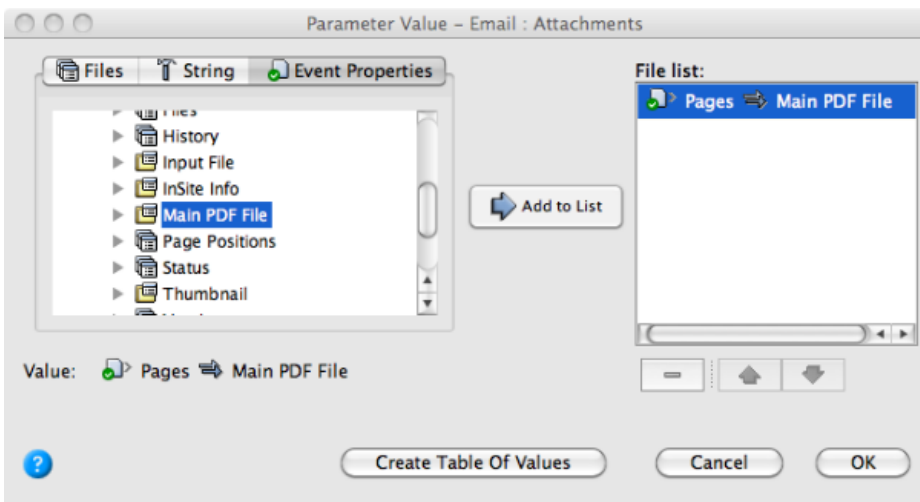 Parameter Value – Email : Attachments
Files String Event Properties
File list:
Pages Main PDF File
Files
History
Input File
InSite Info
Main PDF File
Page Positions
Status
Thumbnail
Add to List
Value: Pages Main PDF File
?
Create Table Of Values Cancel OK